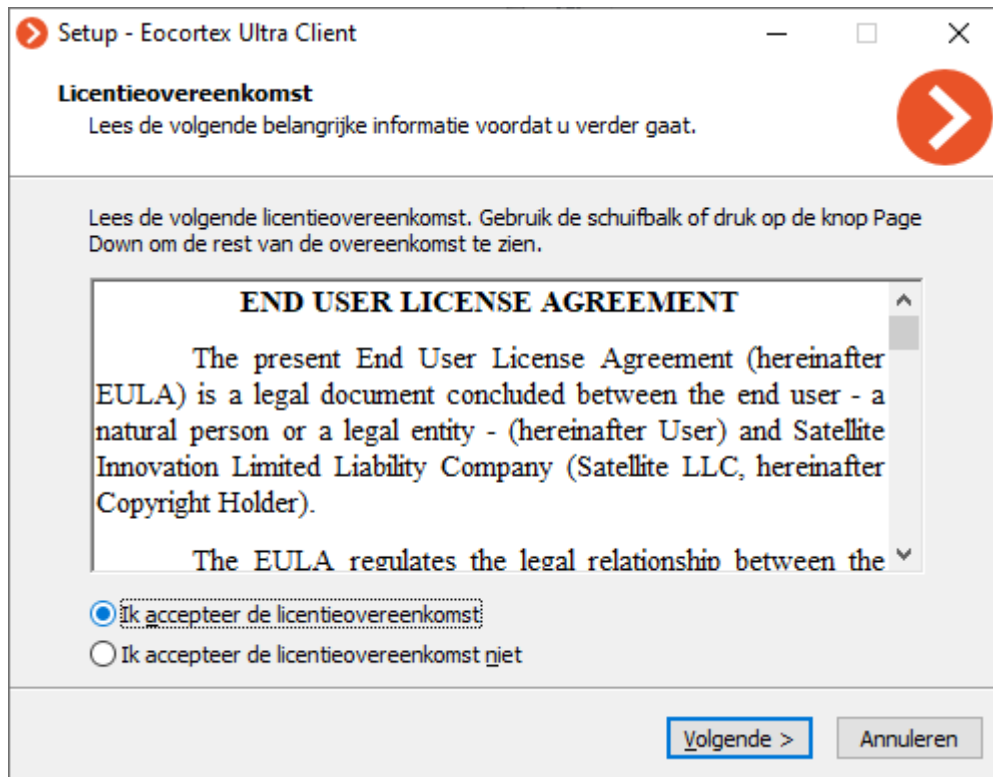 Setup - Eocortex Ultra Client
Licentieovereenkomst
Lees de volgende belangrijke informatie voordat u verder gaat.
Lees de volgende licentieovereenkomst. Gebruik de schuifbalk of druk op de knop Page
Down om de rest van de overeenkomst te zien.
END USER LICENSE AGREEMENT
The present End User License Agreement (hereinafter
EULA) is a legal document concluded between the end user - a
natural person or a legal entity - (hereinafter User) and Satellite
Innovation Limited Liability Company (Satellite LLC, hereinafter
Copyright Holder).
The EULA regulates the legal relationship between the
Ik accepteer de licentieovereenkomst
Ik accepteer de licentieovereenkomst niet
Volgende >
Annuleren